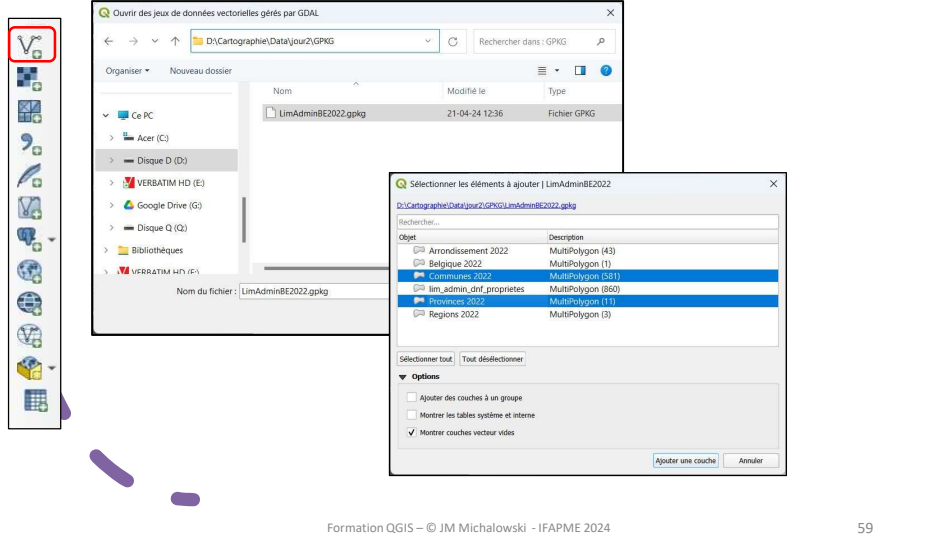 Ouvrir des jeux de données vectorielles gérés par GDAL
D:\Cartographie\Data\jour2\GPKG
Rechercher dans : GPKG
Organiser
Nouveau dossier
Nom
Modifié le
Type
Ce PC
LimAdminBE2022.gpkg
21-04-24 12:36
Fichier GPKG
Acer (C:)
Disque D (D:)
VERBATIM HD (E:)
Google Drive (G:)
Disque Q (Q:)
Bibliothèques
VERBATIM HD (E:)
Nom du fichier :
LimAdminBE2022.gpkg
Sélectionner les éléments à ajouter | LimAdminBE2022
D:\Cartographie\Data\jour2\GPKG\LimAdminBE2022.gpkg
Rechercher...
Objet
Description
Arrondissement 2022
MultiPolygon (43)
Belgique 2022
MultiPolygon (1)
Communes 2022
MultiPolygon (581)
lim_admin_dnf_proprietes
MultiPolygon (860)
Provinces 2022
MultiPolygon (11)
Regions 2022
MultiPolygon (3)
Sélectionner tout
Tout désélectionner
Options
Ajouter des couches à un groupe
Montrer les tables système et interne
Montrer couches vecteur vides
Ajouter une couche
Annuler
Formation QGIS – © JM Michalowski - IFAPME 2024
59